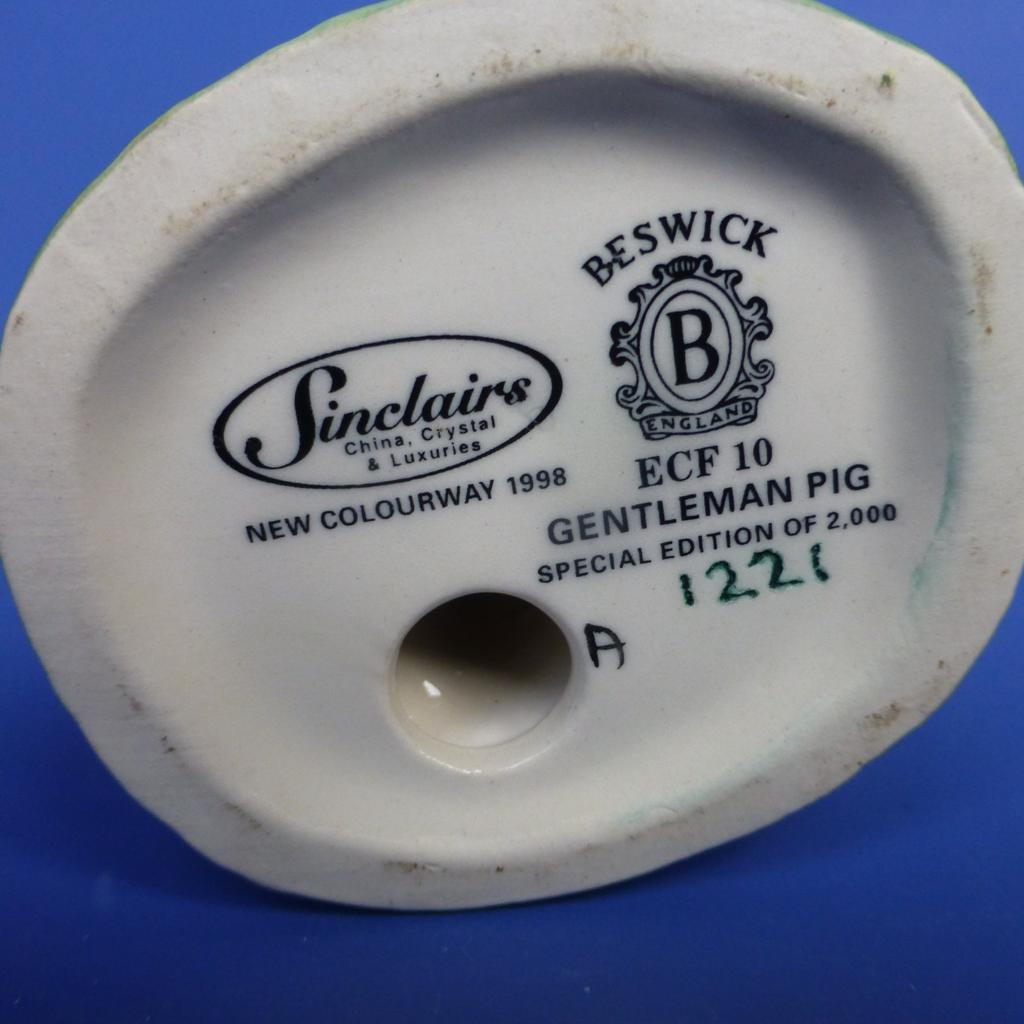 Sinclairs
China, Crystal
& Luxuries
NEW COLOURWAY 1998
BESWICK
B
ENGLAND
ECF 10
GENTLEMAN PIG
SPECIAL EDITION OF 2,000
1221
A